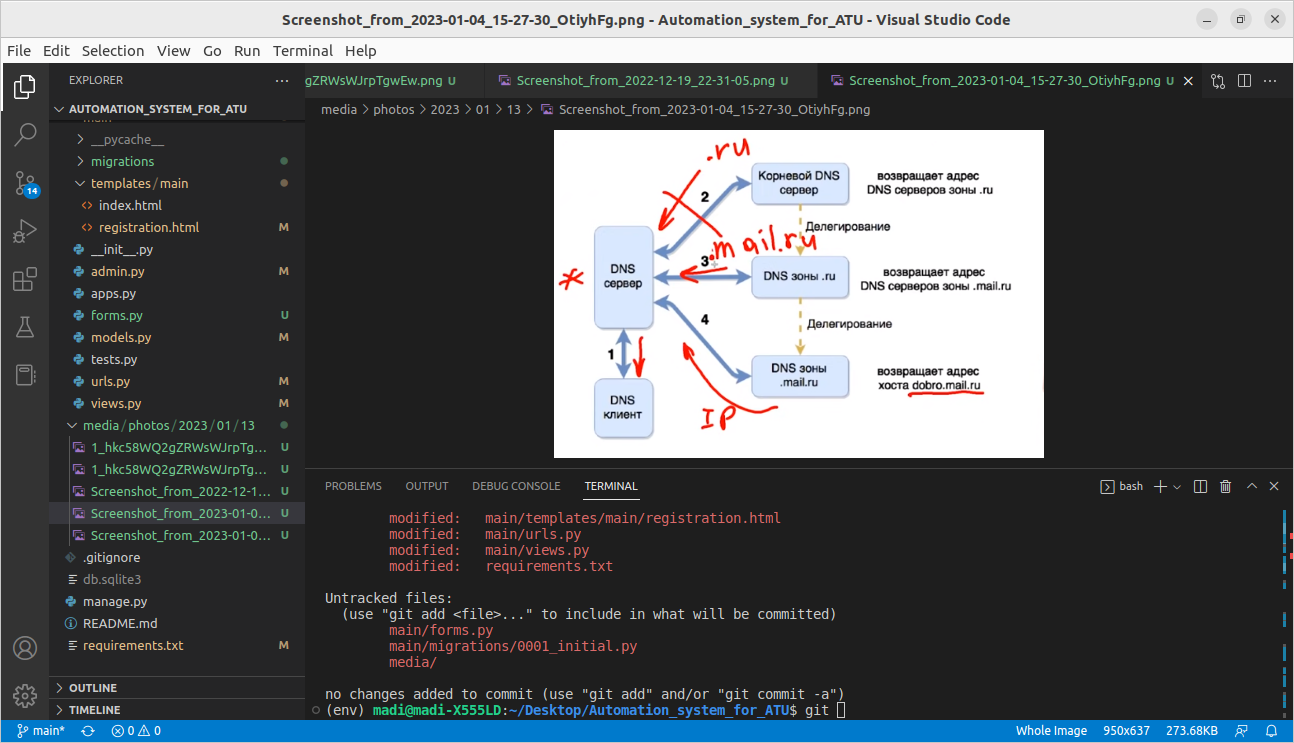 Screenshot_from_2023-01-04_15-27-30_OtiyhFg.png - Automation_system_for_ATU - Visual Studio Code
File Edit Selection View Go Run Terminal Help
EXPLORER
gZRWsWJrpTgwEw.png U
Screenshot_from_2022-12-19_22-31-05.png U
Screenshot_from_2023-01-04_15-27-30_OtiyhFg.png U
media > photos > 2023 > 01 > 13 > Screenshot_from_2023-01-04_15-27-30_OtiyhFg.png
14
AUTOMATION_SYSTEM_FOR_ATU
__pycache__
migrations
templates/main
index.html
registration.html M
__init__.py
admin.py M
apps.py
forms.py U
models.py M
tests.py
urls.py M
views.py M
media/photos/2023/01/13
1_hkc58WQ2gZRWsWJrpTg... U
1_hkc58WQ2gZRWsWJrpTg... U
Screenshot_from_2022-12-1... U
Screenshot_from_2023-01-0... U
Screenshot_from_2023-01-0... U
.gitignore
db.sqlite3
manage.py
README.md
requirements.txt M
OUTLINE
TIMELINE
.ru
2
Корневой DNS
сервер
возвращает адрес
DNS серверов зоны .ru
Делегирование
.mail.ru
DNS
сервер
3
DNS зоны .ru
возвращает адрес
DNS серверов зоны .mail.ru
4
Делегирование
1
DNS зоны
.mail.ru
возвращает адрес
хоста dobro.mail.ru
DNS
клиент
IP
PROBLEMS OUTPUT DEBUG CONSOLE TERMINAL
bash
modified: main/templates/main/registration.html
modified: main/urls.py
modified: main/views.py
modified: requirements.txt
Untracked files:
(use "git add <file>..." to include in what will be committed)
main/forms.py
main/migrations/0001_initial.py
media/
no changes added to commit (use "git add" and/or "git commit -a")
(env) madi@madi-X555LD:~/Desktop/Automation_system_for_ATU$ git
main* 0 0 Whole Image 950x637 273.68KB